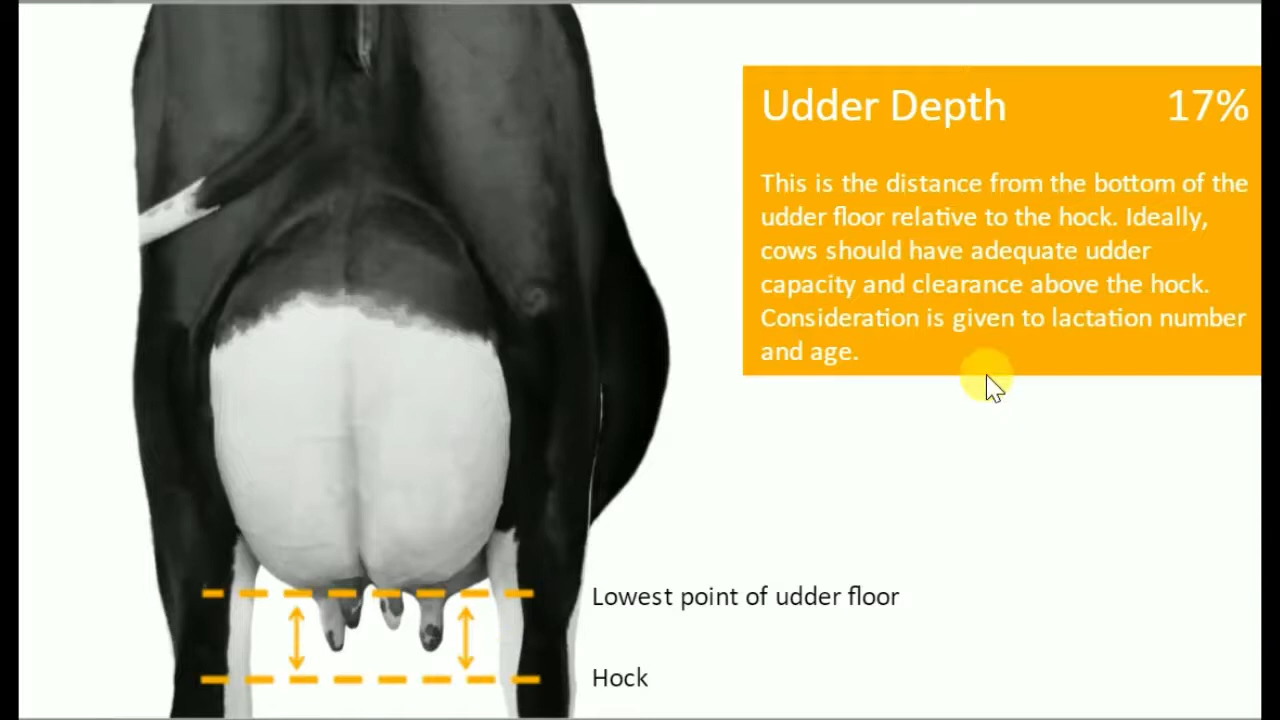 Udder Depth 17%
This is the distance from the bottom of the
udder floor relative to the hock. Ideally,
cows should have adequate udder
capacity and clearance above the hock.
Consideration is given to lactation number
and age.
Lowest point of udder floor
Hock